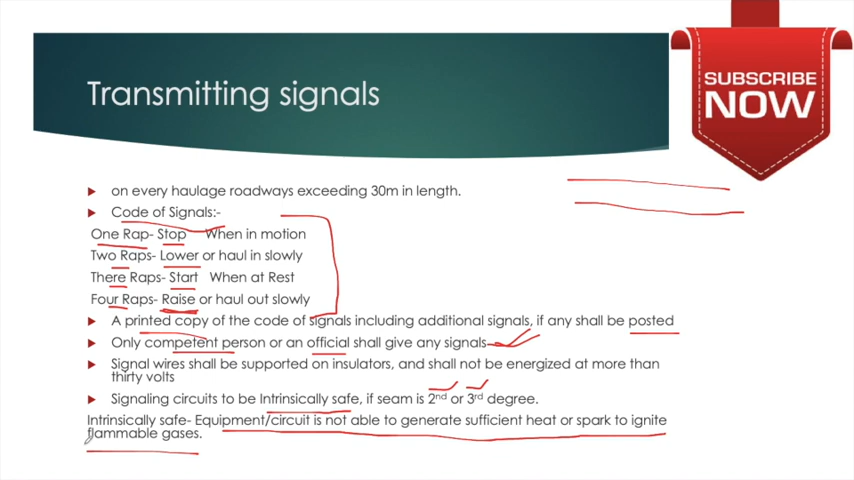 Transmitting signals
SUBSCRIBE
NOW
on every haulage roadways exceeding 30m in length.
Code of Signals:-
One Rap- Stop When in motion
Two Raps- Lower or haul in slowly
There Raps- Start When at Rest
Four Raps- Raise or haul out slowly
A printed copy of the code of signals including additional signals, if any shall be posted
Only competent person or an official shall give any signals
Signal wires shall be supported on insulators, and shall not be energized at more than
thirty volts
Signaling circuits to be Intrinsically safe, if seam is 2nd or 3rd degree.
Intrinsically safe- Equipment/circuit is not able to generate sufficient heat or spark to ignite
flammable gases.